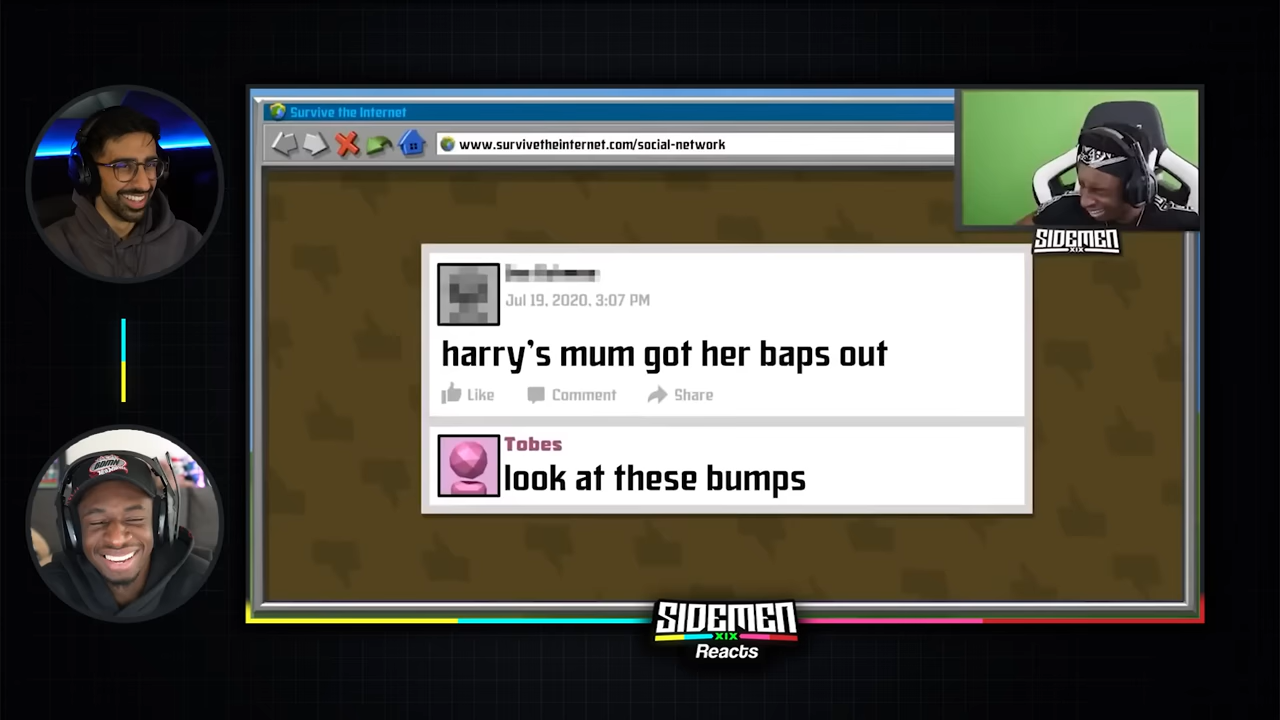 Survive the Internet
www.survivetheinternet.com/social-network
SIDEMEN
XIX
Jul 19, 2020, 3:07 PM
harry's mum got her baps out
Like
Comment
Share
Tobes
look at these bumps
SIDEMEN
XIX
Reacts